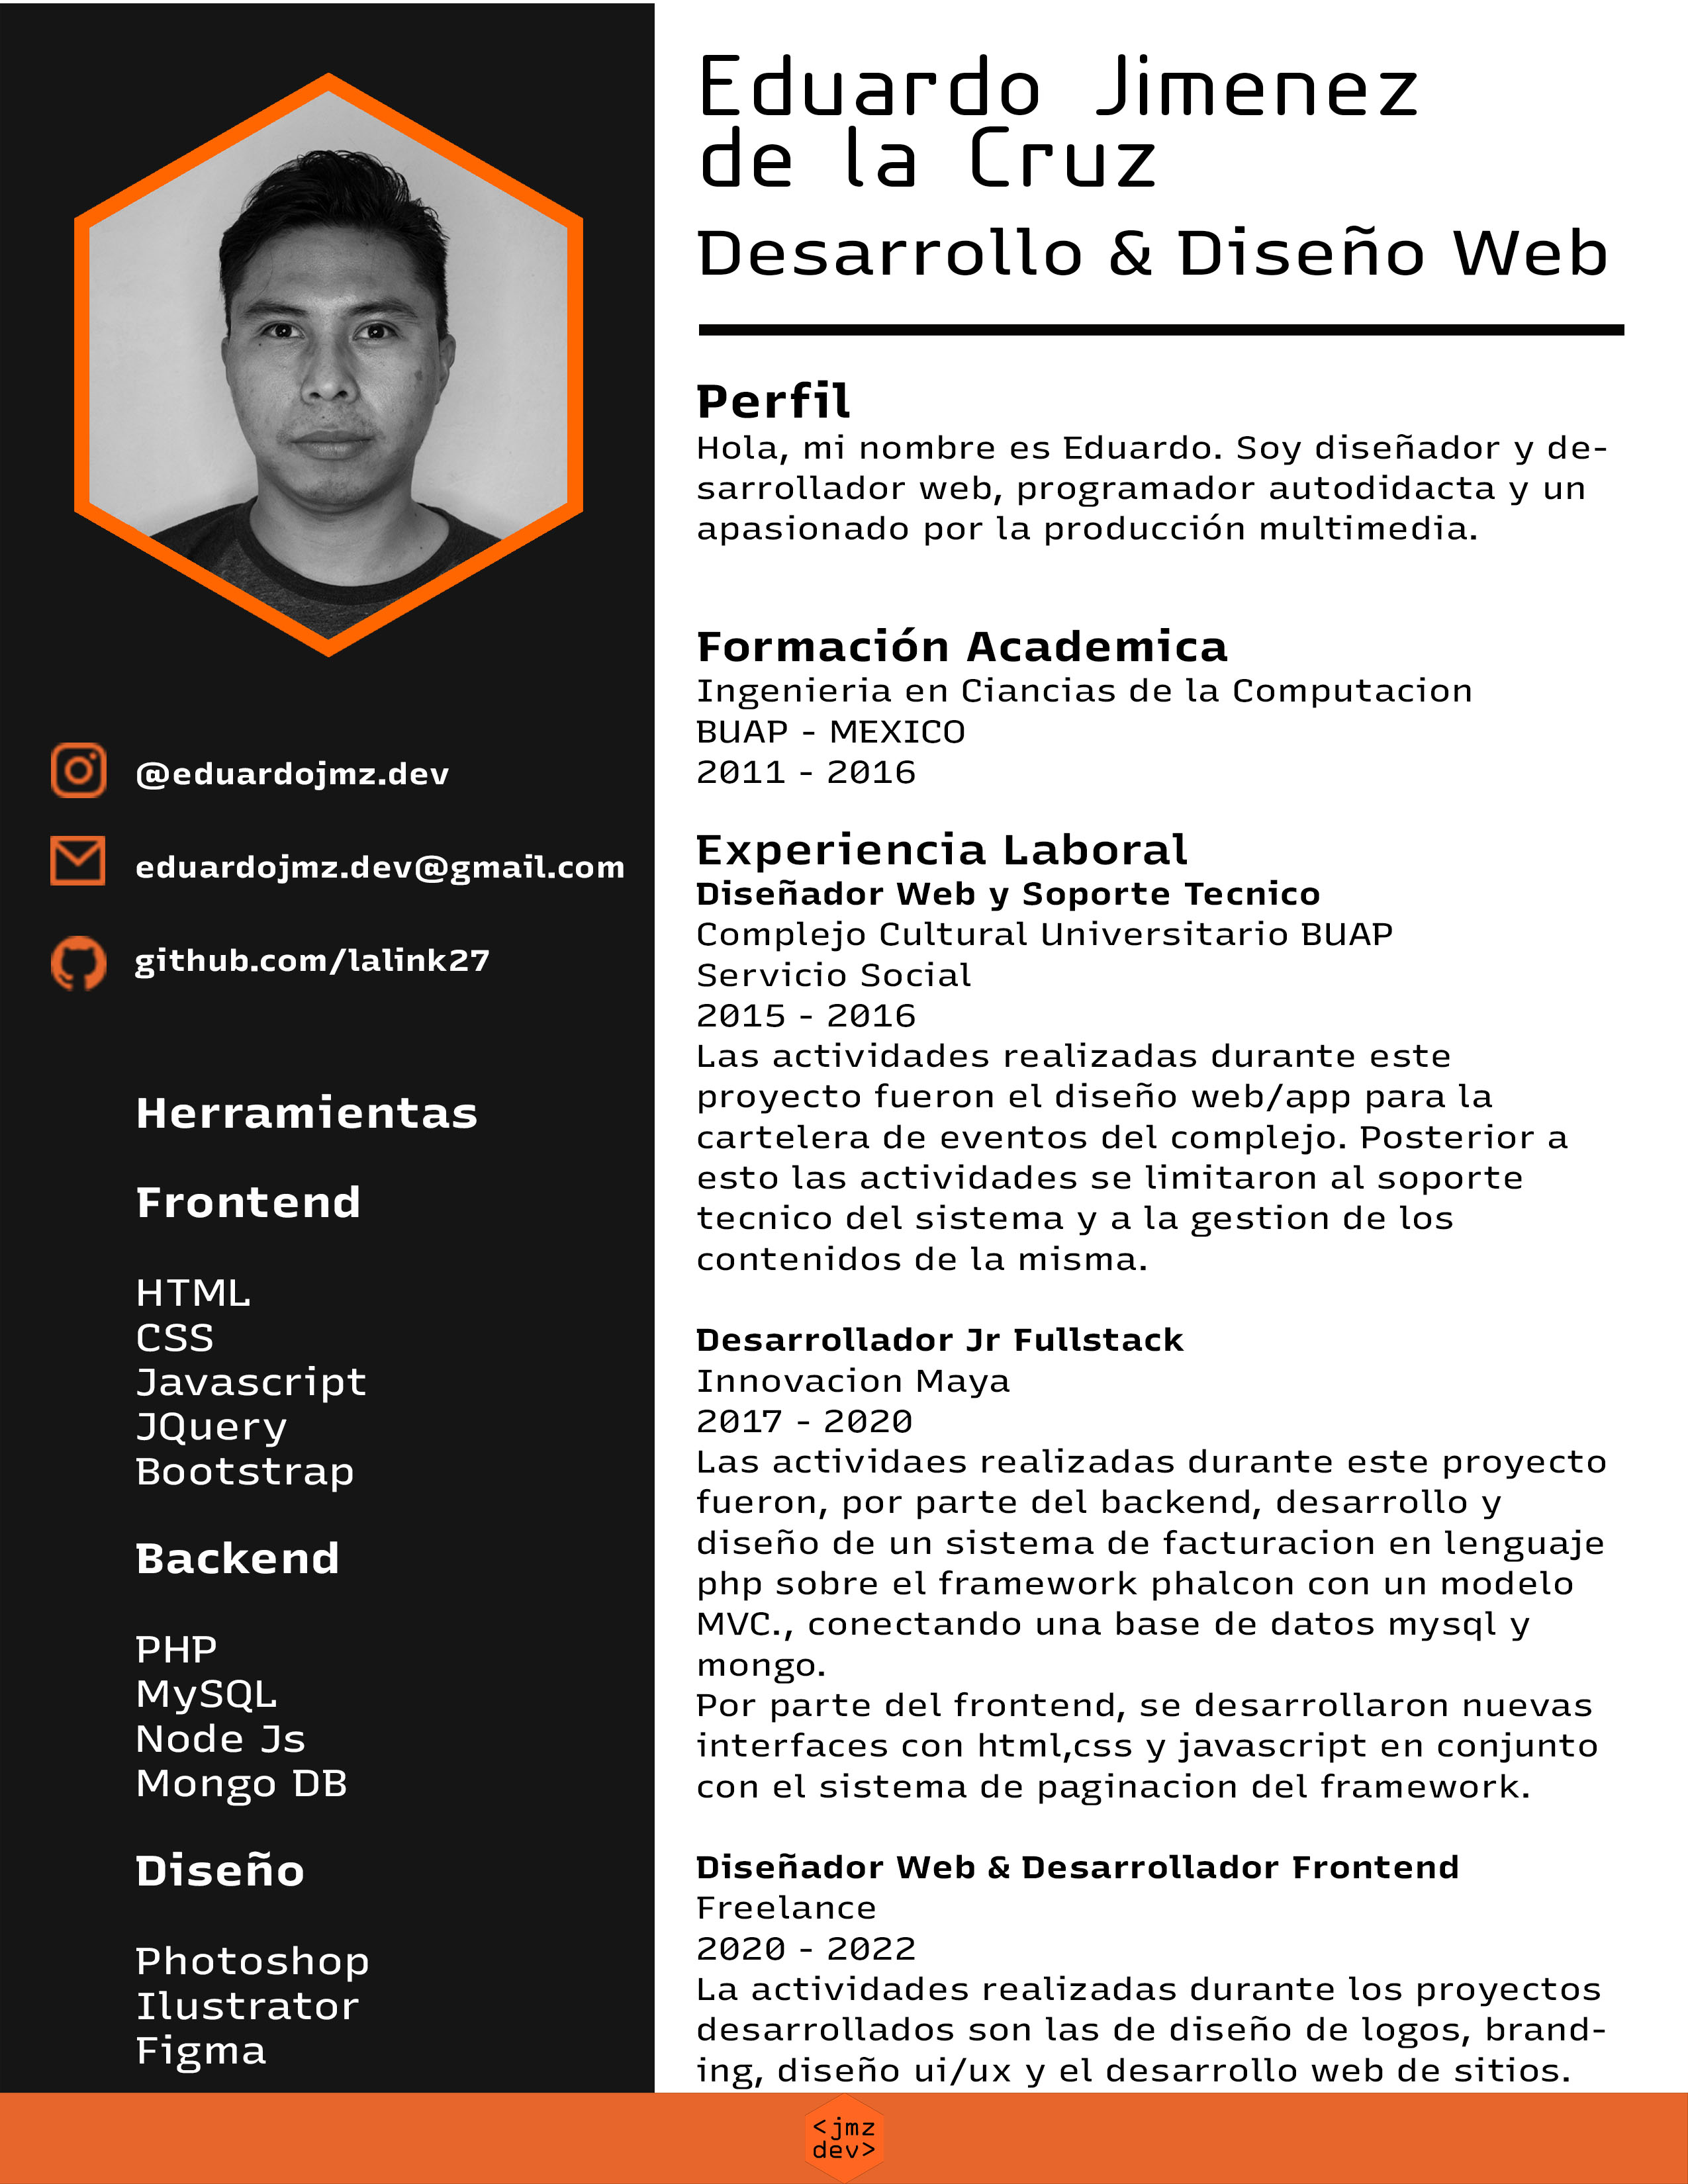 Eduardo Jimenez
de la Cruz
Desarrollo & Diseño Web
Perfil
Hola, mi nombre es Eduardo. Soy diseñador y de-
sarrollador web, programador autodidacta y un
apasionado por la producción multimedia.
Formación Academica
Ingenieria en Ciancias de la Computacion
BUAP - MEXICO
2011 - 2016
Experiencia Laboral
Diseñador Web y Soporte Tecnico
Complejo Cultural Universitario BUAP
Servicio Social
2015 - 2016
Las actividades realizadas durante este
proyecto fueron el diseño web/app para la
cartelera de eventos del complejo. Posterior a
esto las actividades se limitaron al soporte
tecnico del sistema y a la gestion de los
contenidos de la misma.
Desarrollador Jr Fullstack
Innovacion Maya
2017 - 2020
Las actividaes realizadas durante este proyecto
fueron, por parte del backend, desarrollo y
diseño de un sistema de facturacion en lenguaje
php sobre el framework phalcon con un modelo
MVC., conectando una base de datos mysql y
mongo.
Por parte del frontend, se desarrollaron nuevas
interfaces con html,css y javascript en conjunto
con el sistema de paginacion del framework.
Diseñador Web & Desarrollador Frontend
Freelance
2020 - 2022
La actividades realizadas durante los proyectos
desarrollados son las de diseño de logos, brand-
ing, diseño ui/ux y el desarrollo web de sitios.
@eduardojmz.dev
eduardojmz.dev@gmail.com
github.com/lalink27
Herramientas
Frontend
HTML
CSS
Javascript
JQuery
Bootstrap
Backend
PHP
MySQL
Node Js
Mongo DB
Diseño
Photoshop
Ilustrator
Figma
<jmz
dev>